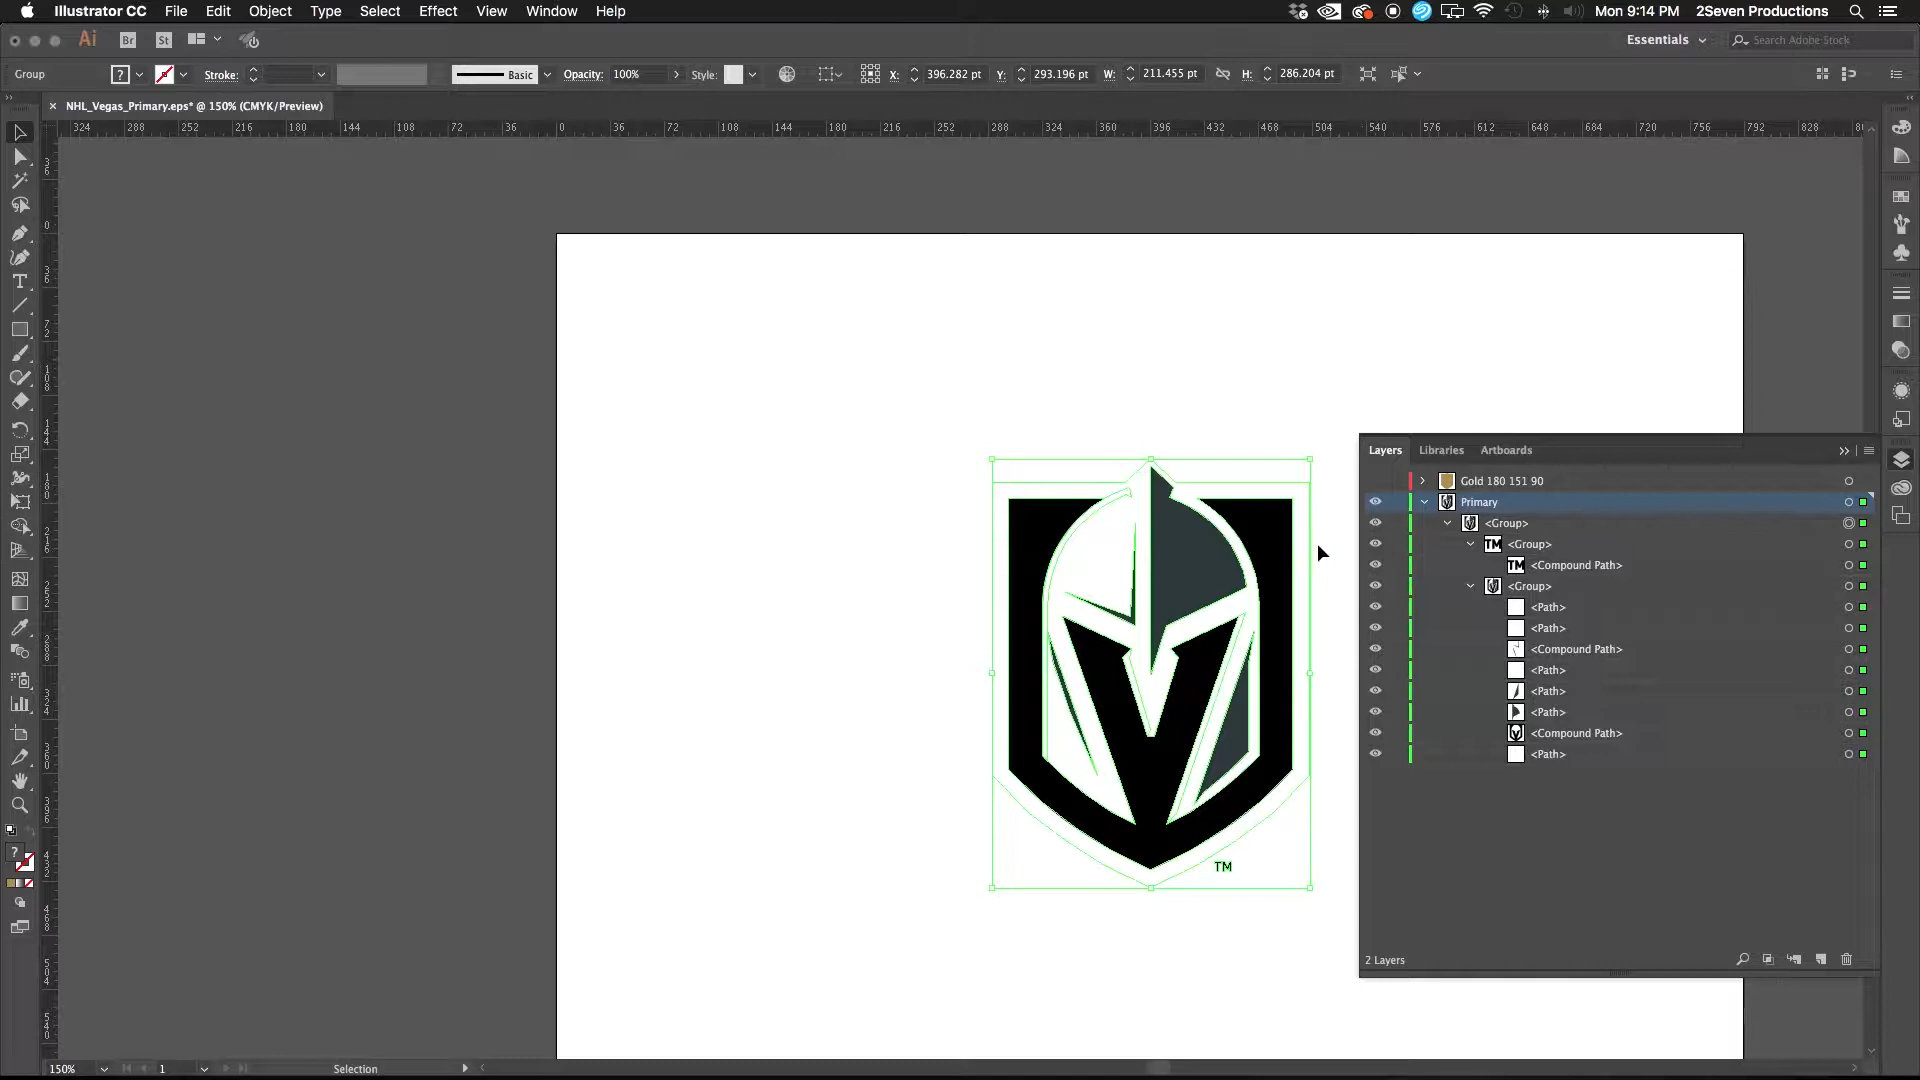 Illustrator CC File Edit Object Type Select Effect View Window Help Mon 9:14 PM 2Seven Productions
Ai Br St Essentials Search Adobe Stock
Group ? Stroke: Basic Opacity: 100% Style: X: 396.282 pt Y: 293.196 pt W: 211.455 pt H: 286.204 pt
× NHL_Vegas_Primary.eps* @ 150% (CMYK/Preview)
324 288 252 216 180 144 108 72 36 0 36 72 108 144 180 216 252 288 324 360 396 432 468 504 540 576 612 648 684 720 756 792 828
Layers Libraries Artboards
Gold 180 151 90
Primary
<Group>
TM <Group>
TM <Compound Path>
<Group>
<Path>
<Path>
<Compound Path>
<Path>
<Path>
<Path>
<Compound Path>
<Path>
TM
2 Layers
150% 1 Selection